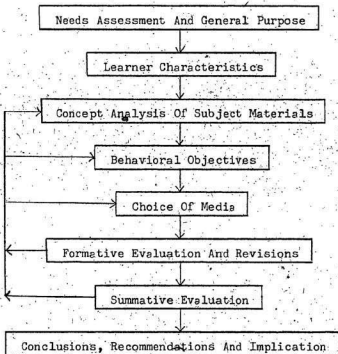 Needs Assessment And General Purpose
Learner Characteristics
Concept Analysis Of Subject Materials
Behavioral Objectives
Choice Of Media
Formative Evaluation And Revisions
Summative Evaluation
Conclusions, Recommendations And Implication